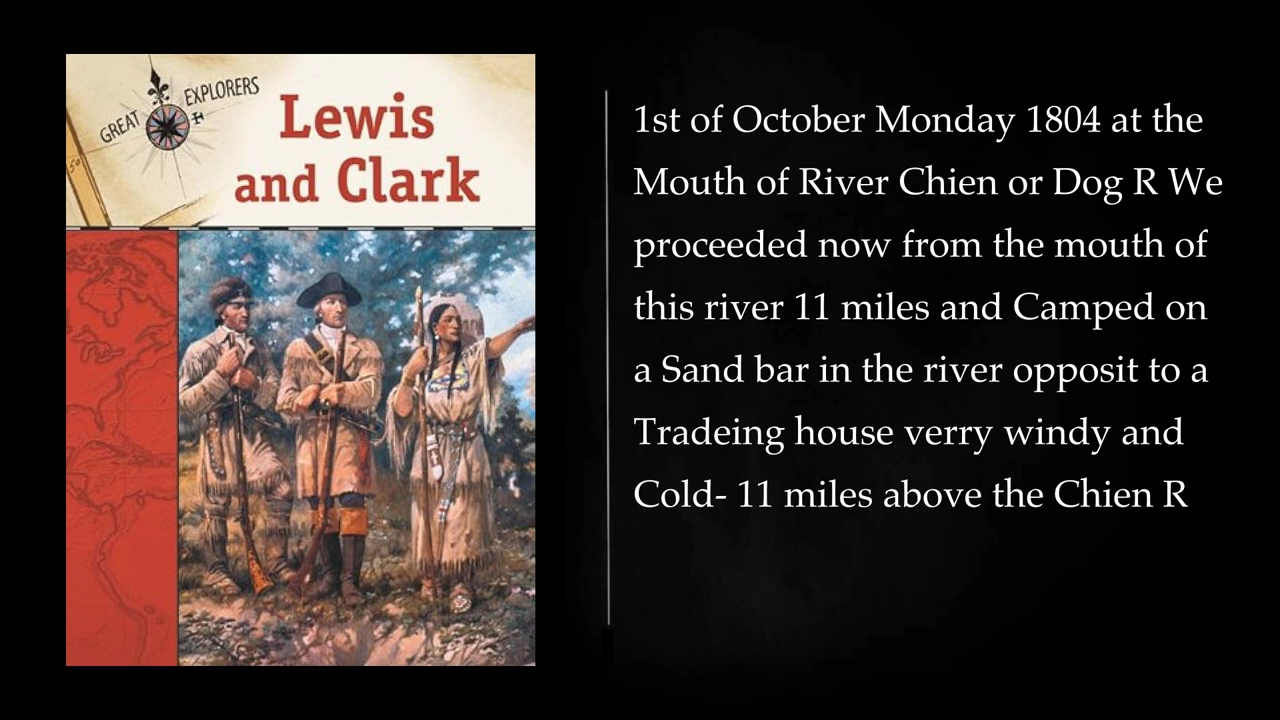 GREAT EXPLORERS
Lewis
and Clark
1st of October Monday 1804 at the
Mouth of River Chien or Dog R We
proceeded now from the mouth of
this river 11 miles and Camped on
a Sand bar in the river opposit to a
Tradeing house verry windy and
Cold- 11 miles above the Chien R